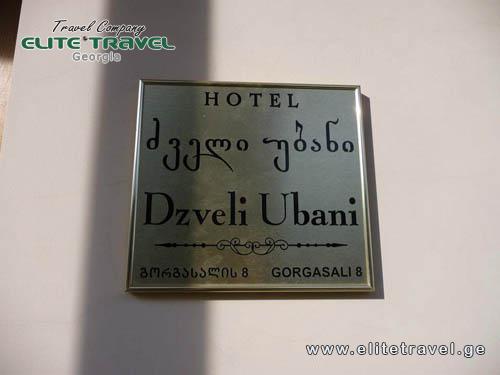 Travel Company
ELITE TRAVEL
Georgia
HOTEL
ძველი უბანი
Dzveli Ubani
გორგასალის 8 GORGASALI 8
www.elitetravel.ge